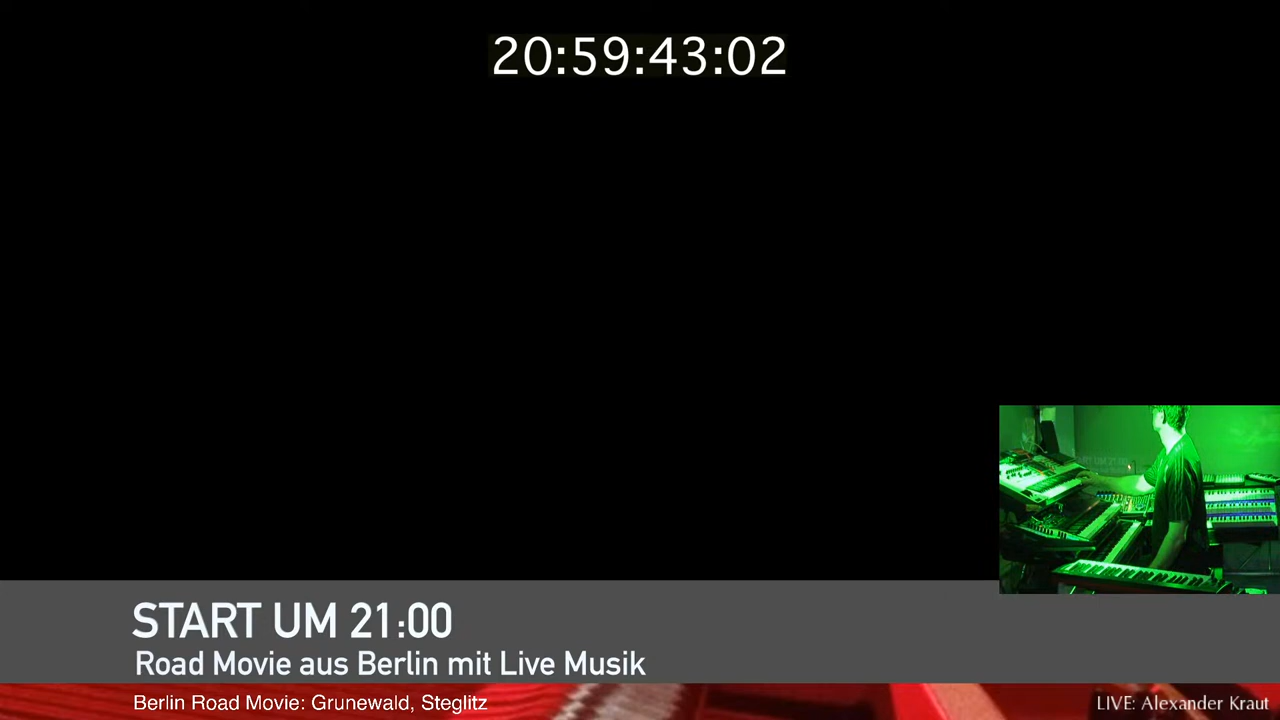 20:59:43:02
START UM 21:00
Road Movie aus Berlin mit Live Musik
Berlin Road Movie: Grunewald, Steglitz
LIVE: Alexander Kraut